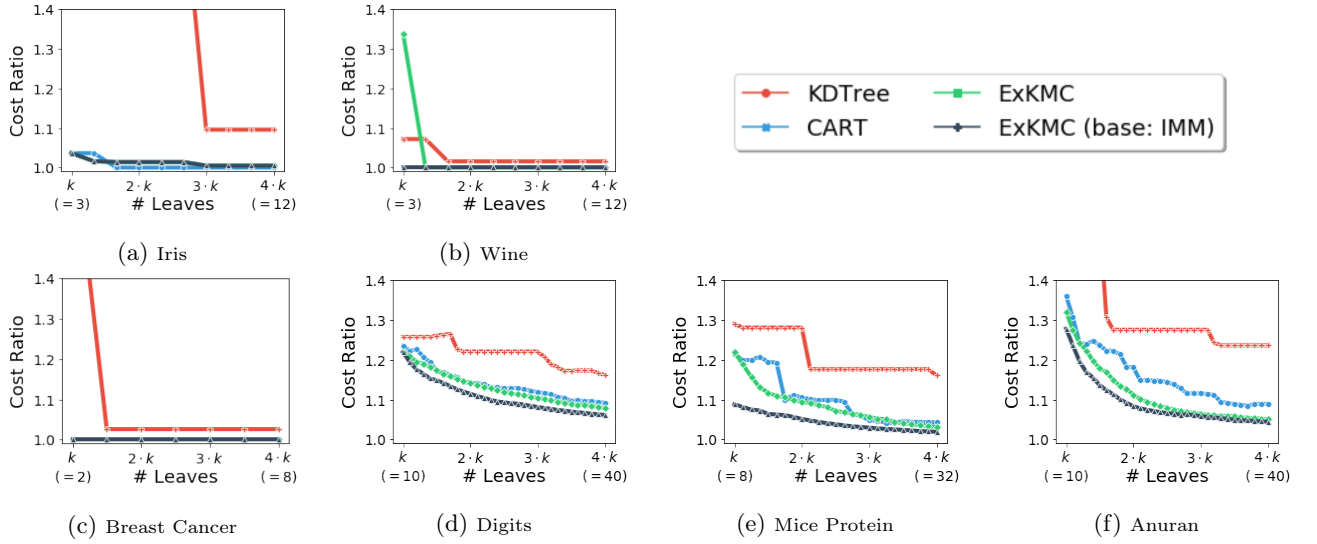 1.4
1.3
1.2
1.1
1.0
Cost Ratio
k
2 · k
3 · k
4 · k
(=3)
# Leaves
(=12)
(a) Iris
1.4
1.3
1.2
1.1
1.0
Cost Ratio
k
2 · k
3 · k
4 · k
(=3)
# Leaves
(=12)
(b) Wine
KDTree
ExKMC
CART
ExKMC (base: IMM)
1.4
1.3
1.2
1.1
1.0
Cost Ratio
k
2 · k
3 · k
4 · k
(=2)
# Leaves
(=8)
(c) Breast Cancer
1.4
1.3
1.2
1.1
1.0
Cost Ratio
k
2 · k
3 · k
4 · k
(=10)
# Leaves
(=40)
(d) Digits
1.4
1.3
1.2
1.1
1.0
Cost Ratio
k
2 · k
3 · k
4 · k
(=8)
# Leaves
(=32)
(e) Mice Protein
1.4
1.3
1.2
1.1
1.0
Cost Ratio
k
2 · k
3 · k
4 · k
(=10)
# Leaves
(=40)
(f) Anuran